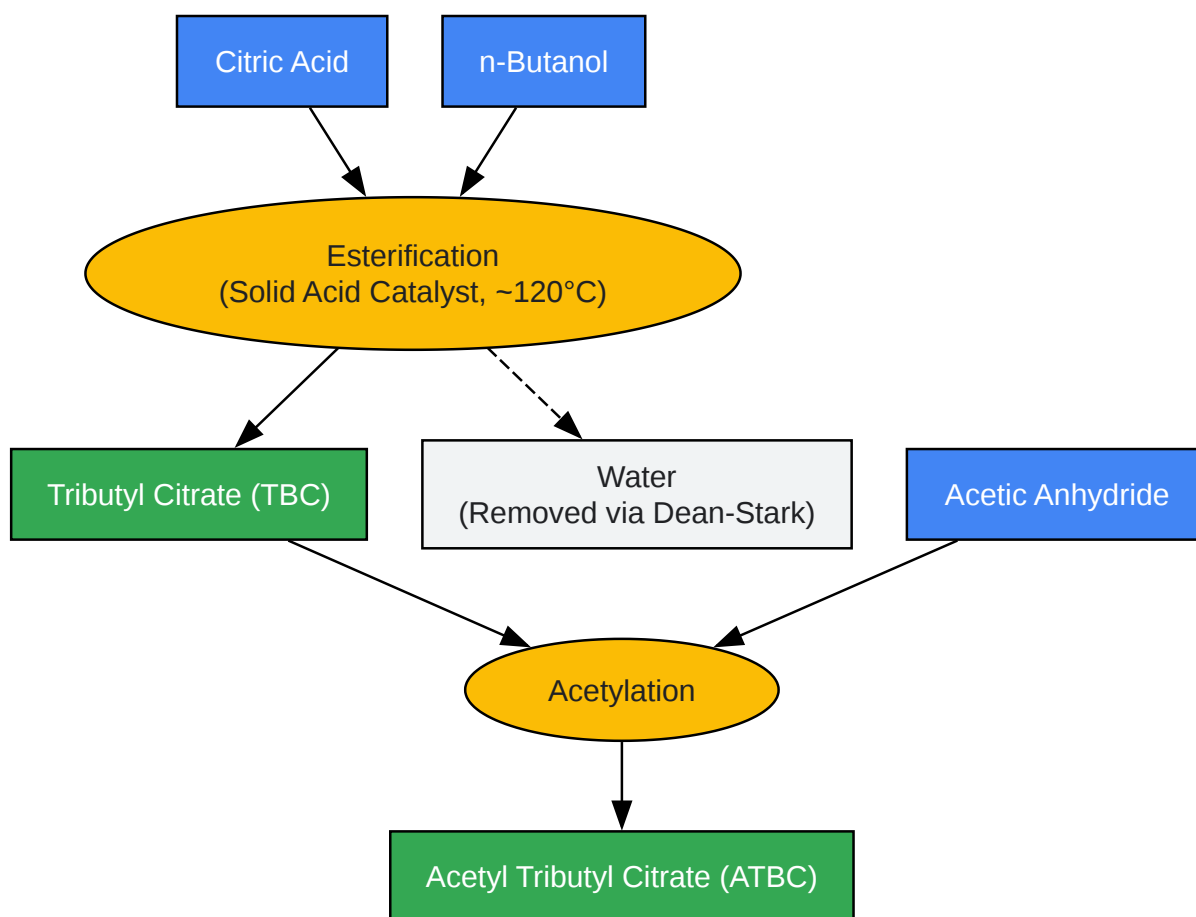 Citric Acid
n-Butanol
Esterification
(Solid Acid Catalyst, ~120°C)
Tributyl Citrate (TBC)
Water
(Removed via Dean-Stark)
Acetic Anhydride
Acetylation
Acetyl Tributyl Citrate (ATBC)